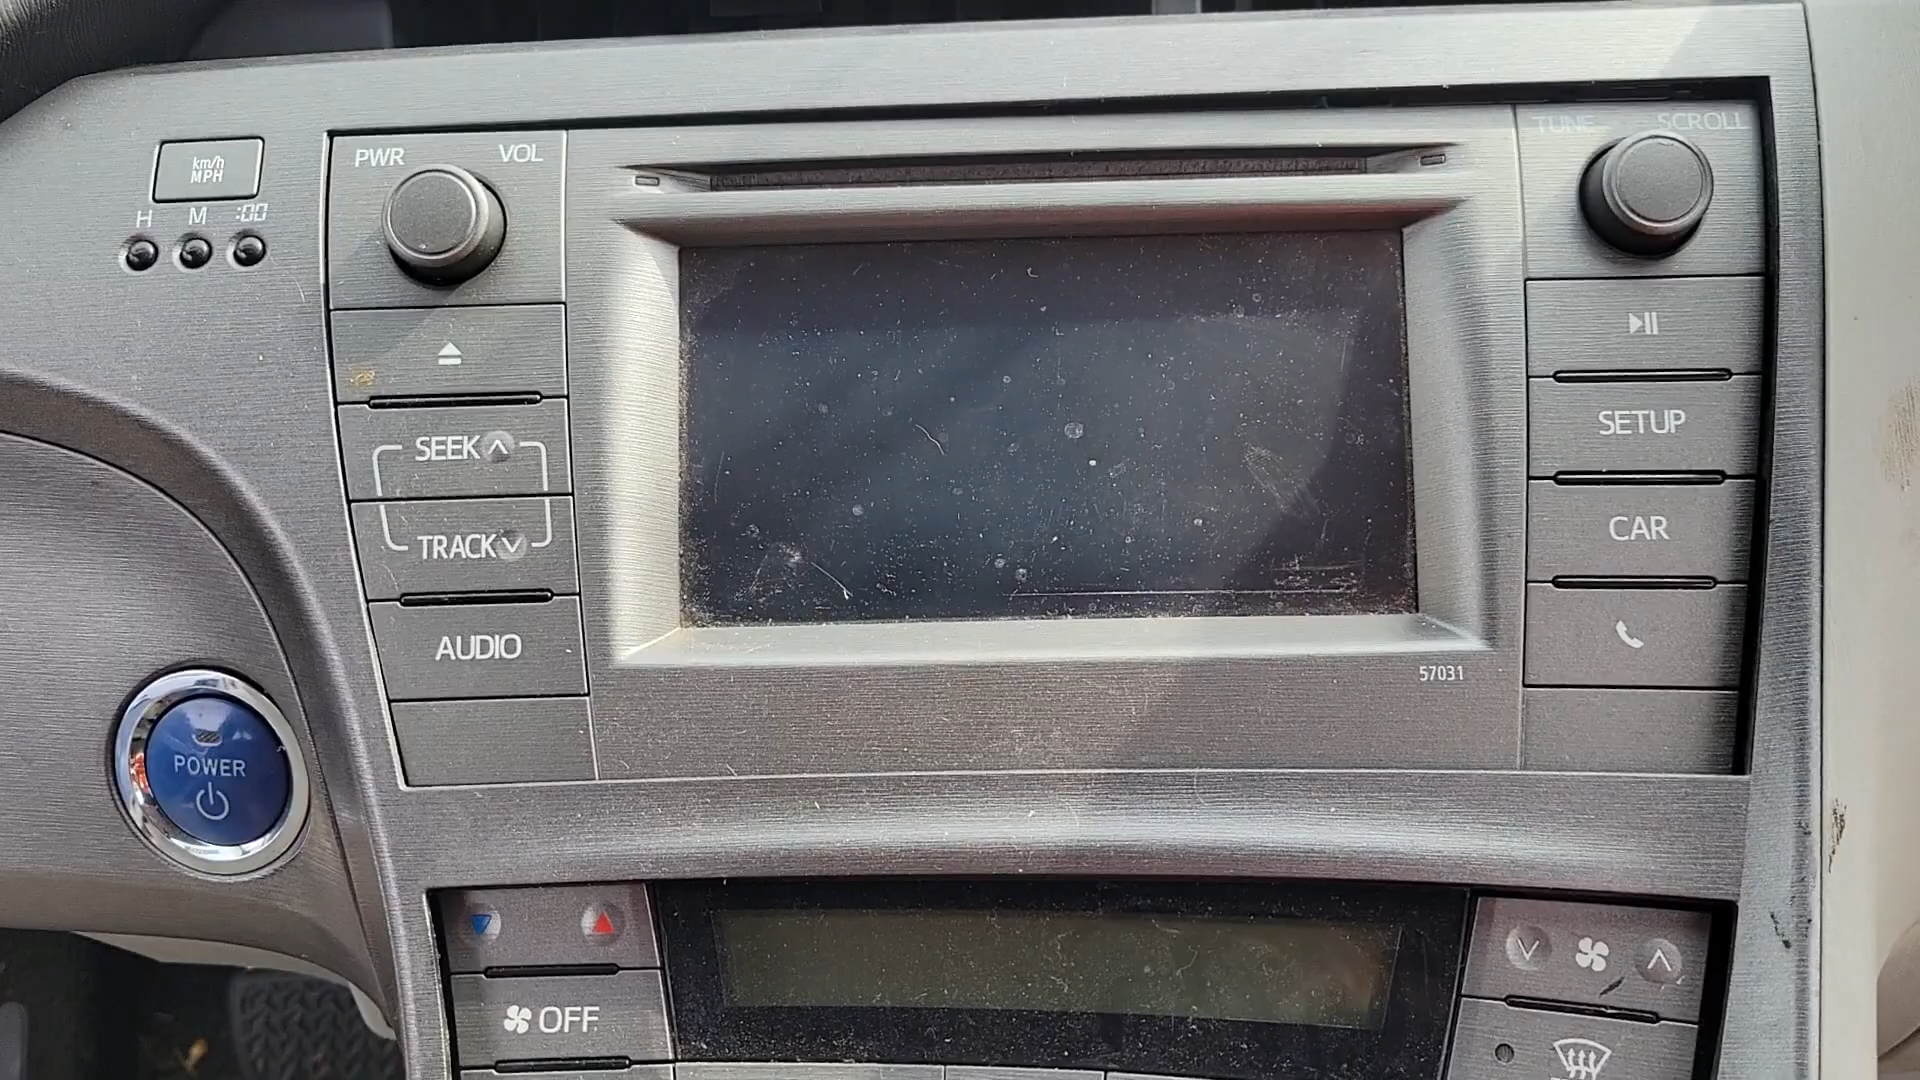 km/h
MPH
H M :00
PWR VOL
TUNE SCROLL
SEEK
TRACK
AUDIO
SETUP
CAR
57031
POWER
OFF